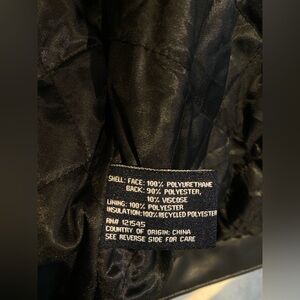 SHELL: FACE: 100% POLYURETHANE
BACK: 90% POLYESTER,
10% VISCOSE
LINING: 100% POLYESTER
INSULATION: 100% RECYCLED POLYESTER
RN# 121545
COUNTRY OF ORIGIN: CHINA
SEE REVERSE SIDE FOR CARE